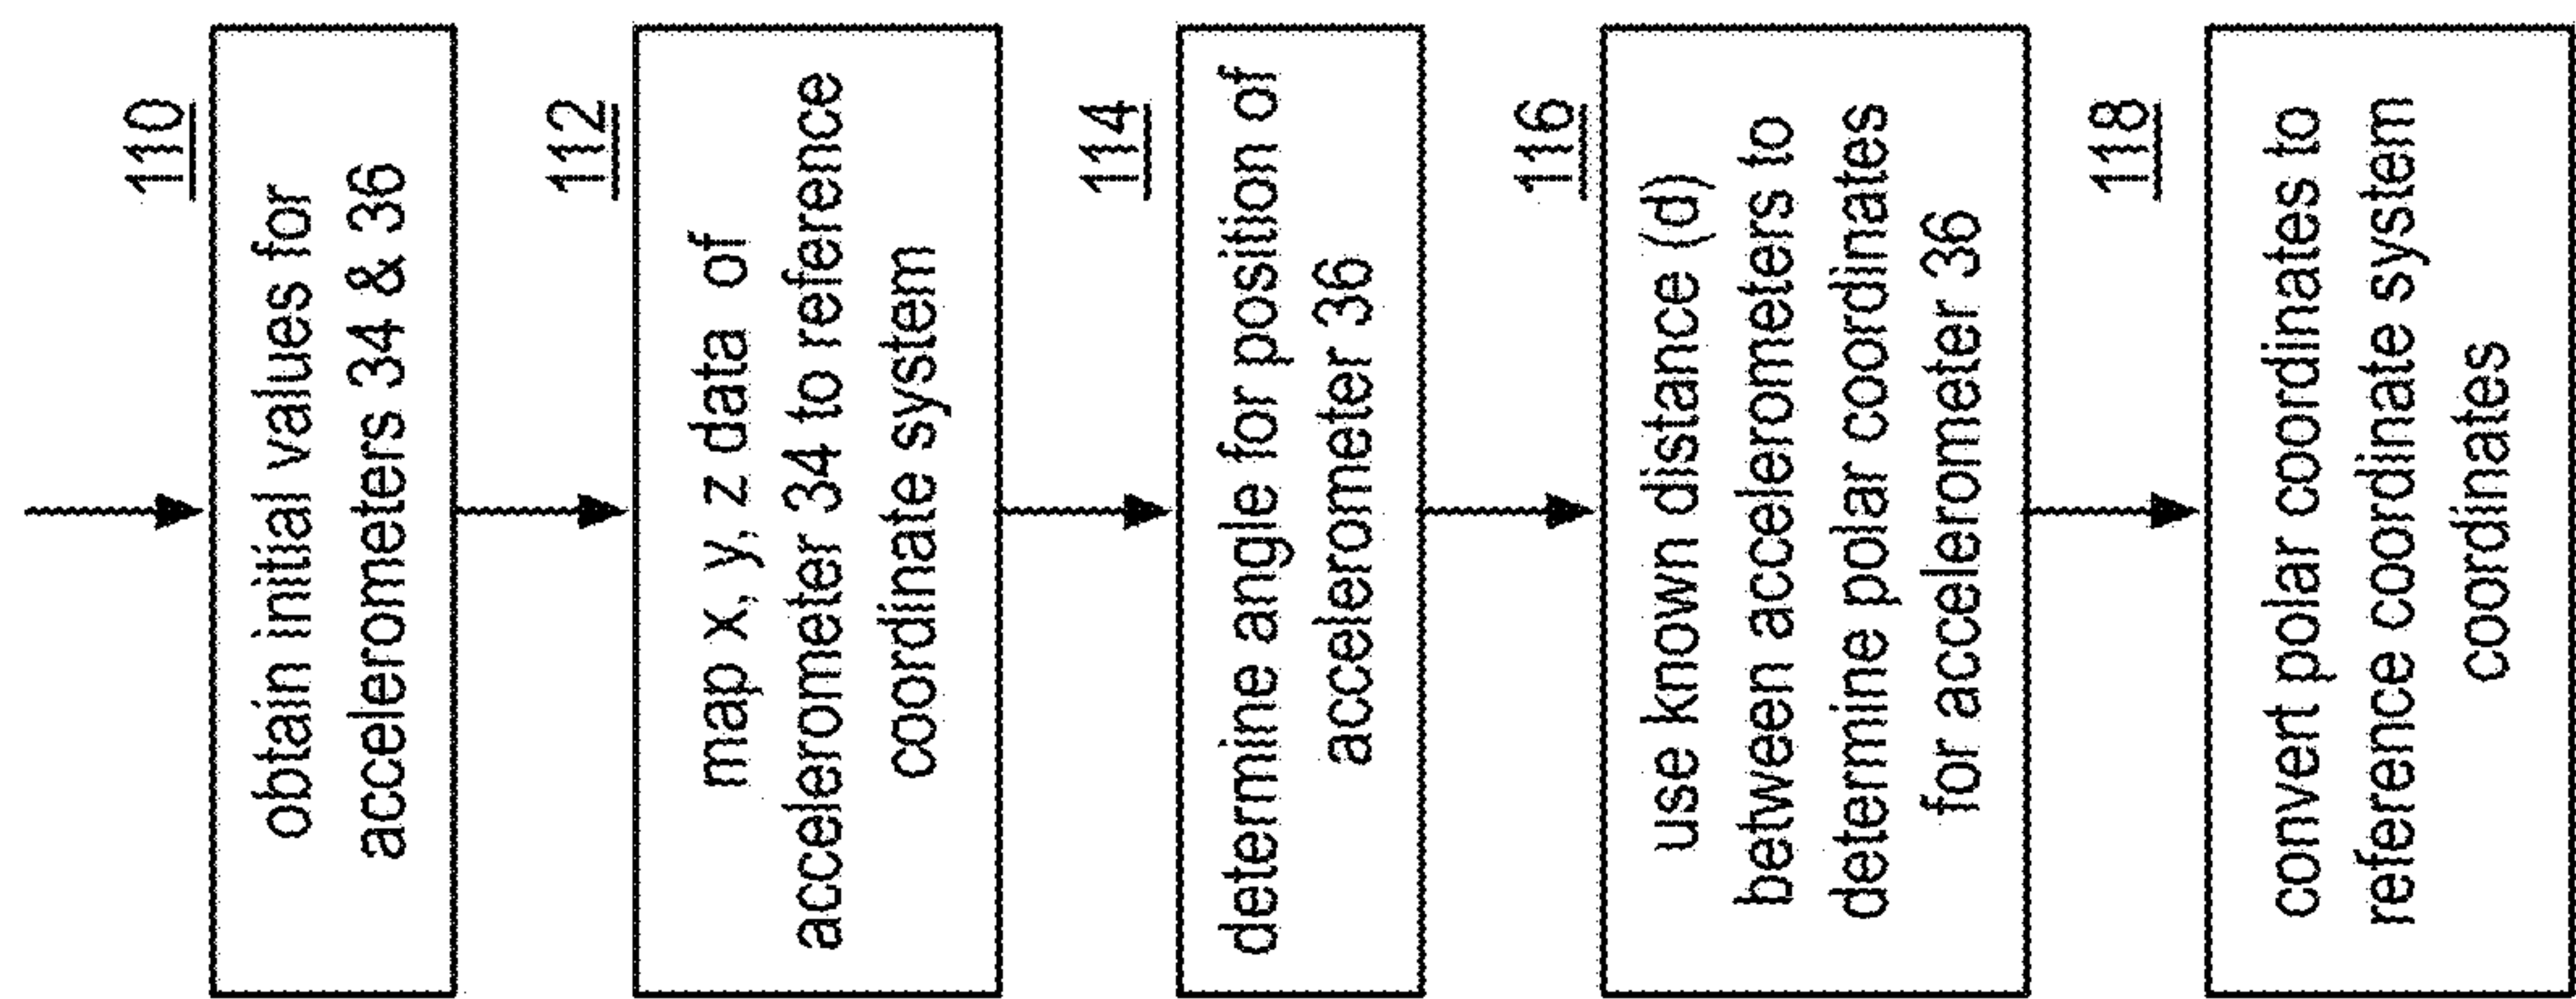 110
obtain initial values for
accelerometers 34 & 36
112
map x, y, z data of
accelerometer 34 to reference
coordinate system
114
determine angle for position of
accelerometer 36
116
use known distance (d)
between accelerometers to
determine polar coordinates
for accelerometer 36
118
convent polar coordinates to
reference coordinate system
coordinates